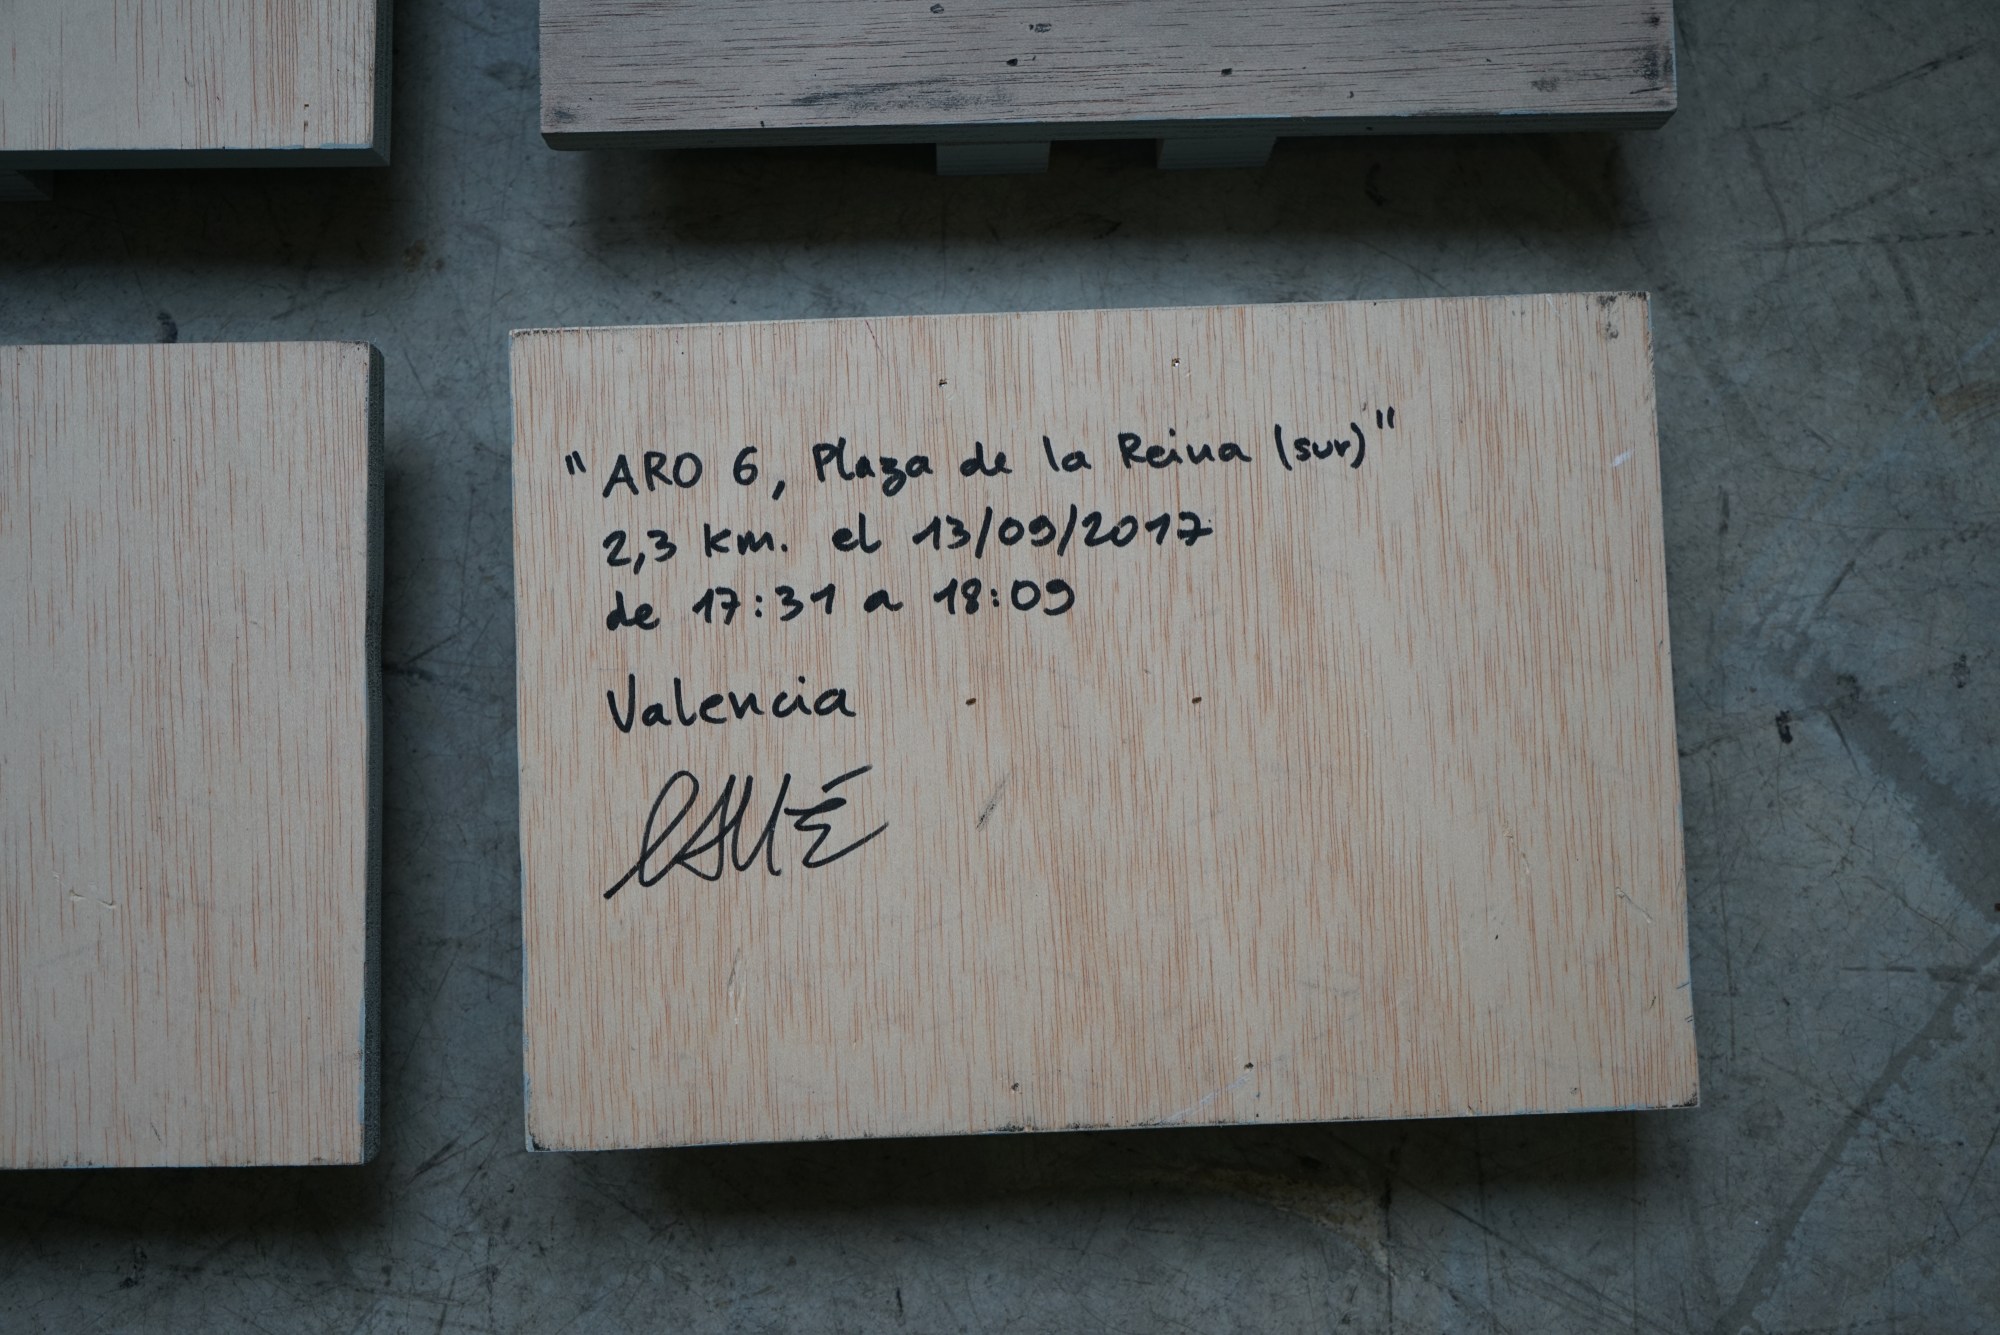 "ARO 6, Plaza de la Reina (sur)"
2,3 km. el 13/09/2017
de 17:31 a 18:09
Valencia